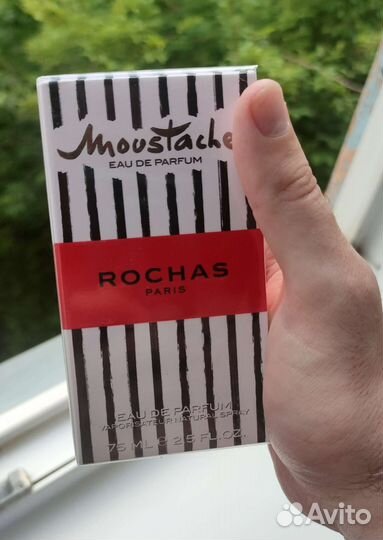 Moustache
EAU DE PARFUM
ROCHAS
PARIS
EAU DE PARFUM
VAPORISATEUR NATURAL SPRAY
75 ML ℮ 2.5 FL.OZ.
Avito